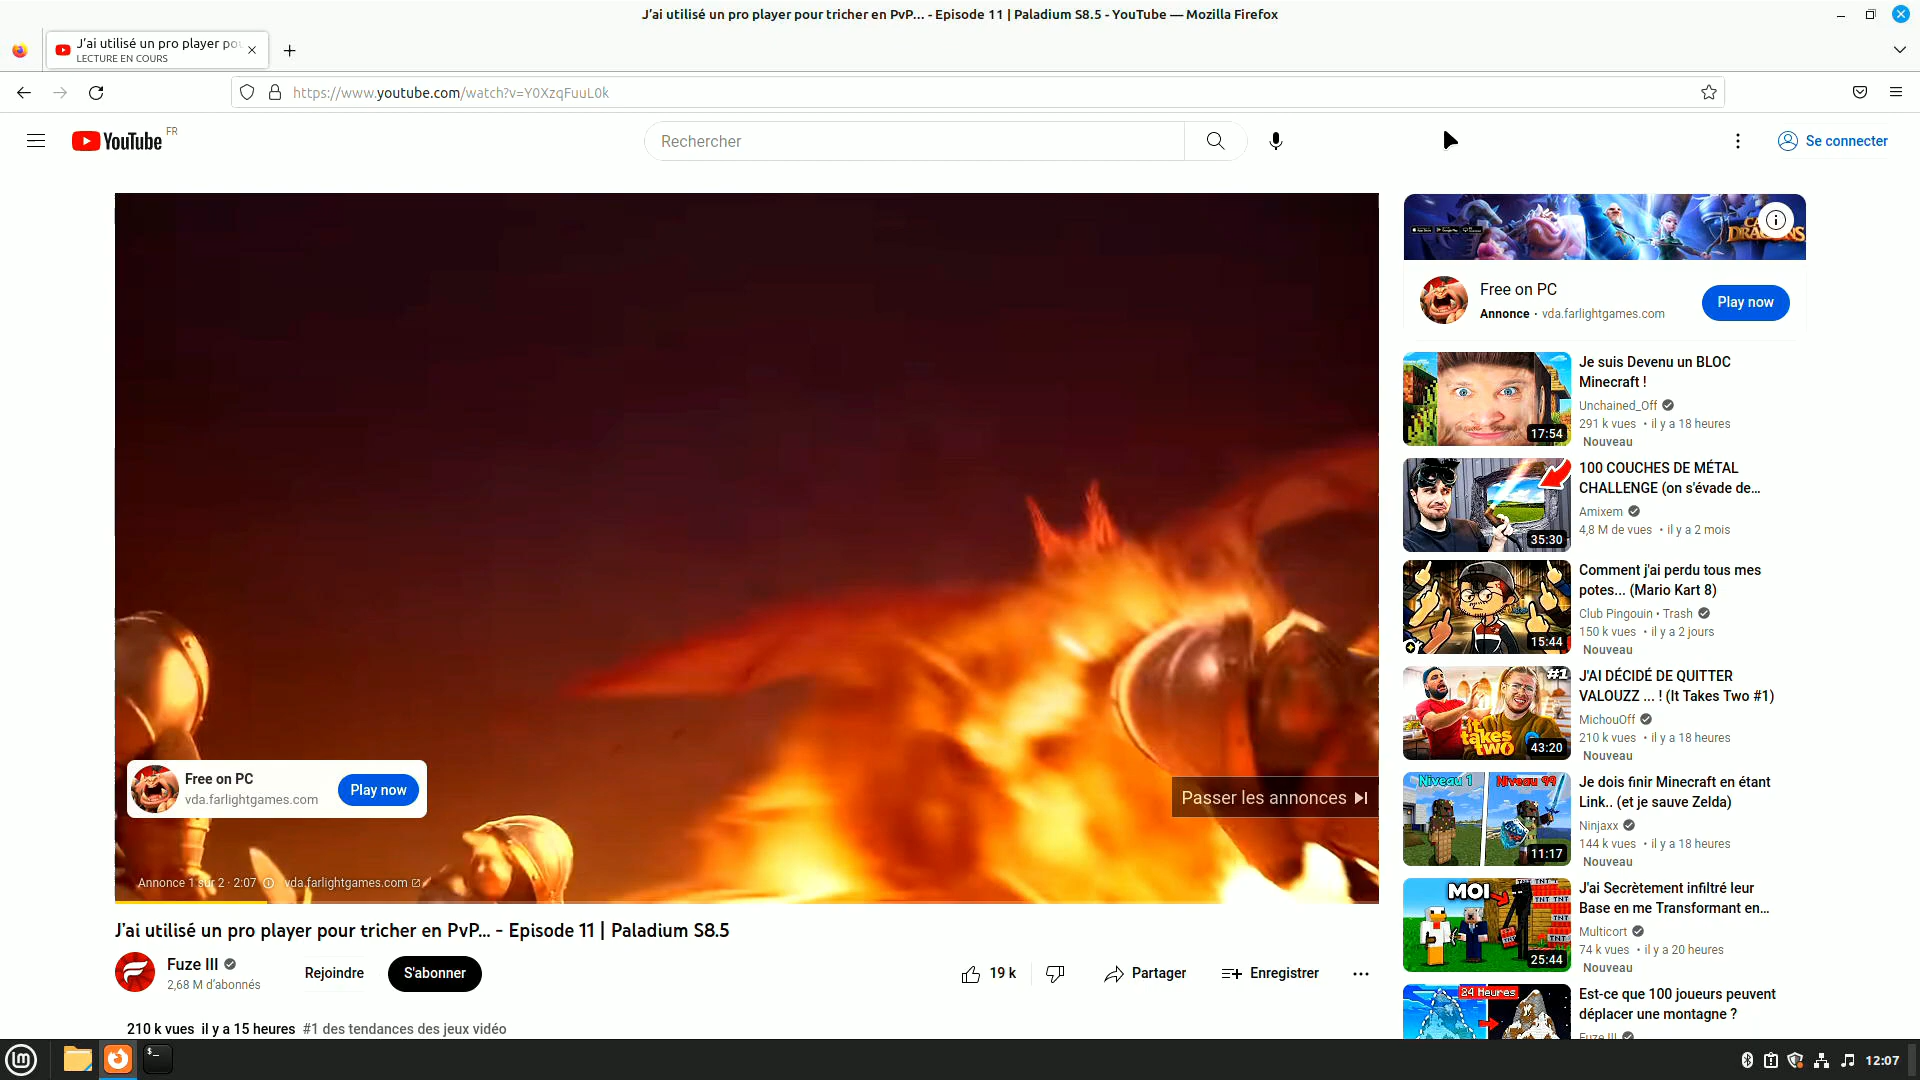 J'ai utilisé un pro player pour tricher en PvP... - Episode 11 | Paladium S8.5 - YouTube — Mozilla Firefox
J'ai utilisé un pro player pou
LECTURE EN COURS
https://www.youtube.com/watch?v=Y0XzqFuuL0k
YouTube FR
Rechercher
Se connecter
Free on PC
Annonce · vda.farlightgames.com
Play now
Je suis Devenu un BLOC
Minecraft !
Unchained_Off
291 k vues • il y a 18 heures
Nouveau
17:54
100 COUCHES DE MÉTAL
CHALLENGE (on s'évade de...
Amixem
4,8 M de vues • il y a 2 mois
35:30
Comment j'ai perdu tous mes
potes... (Mario Kart 8)
Club Pingouin • Trash
150 k vues • il y a 2 jours
Nouveau
15:44
J'AI DÉCIDÉ DE QUITTER
VALOUZZ ... ! (It Takes Two #1)
MichouOff
210 k vues • il y a 18 heures
Nouveau
#1
it takes two
43:20
Je dois finir Minecraft en étant
Link.. (et je sauve Zelda)
Ninjaxx
144 k vues • il y a 18 heures
Nouveau
Niveau 1
Niveau 99
11:17
J'ai Secrètement infiltré leur
Base en me Transformant en...
Multicort
74 k vues • il y a 20 heures
Nouveau
MOI
TNT
25:44
Est-ce que 100 joueurs peuvent
déplacer une montagne ?
Fuze III
24 Heures
Free on PC
vda.farlightgames.com
Play now
Passer les annonces
Annonce 1 sur 2 · 2:07
vda.farlightgames.com
J'ai utilisé un pro player pour tricher en PvP... - Episode 11 | Paladium S8.5
Fuze III
2,68 M d'abonnés
Rejoindre
S'abonner
19 k
Partager
Enregistrer
210 k vues il y a 15 heures #1 des tendances des jeux vidéo
12:07